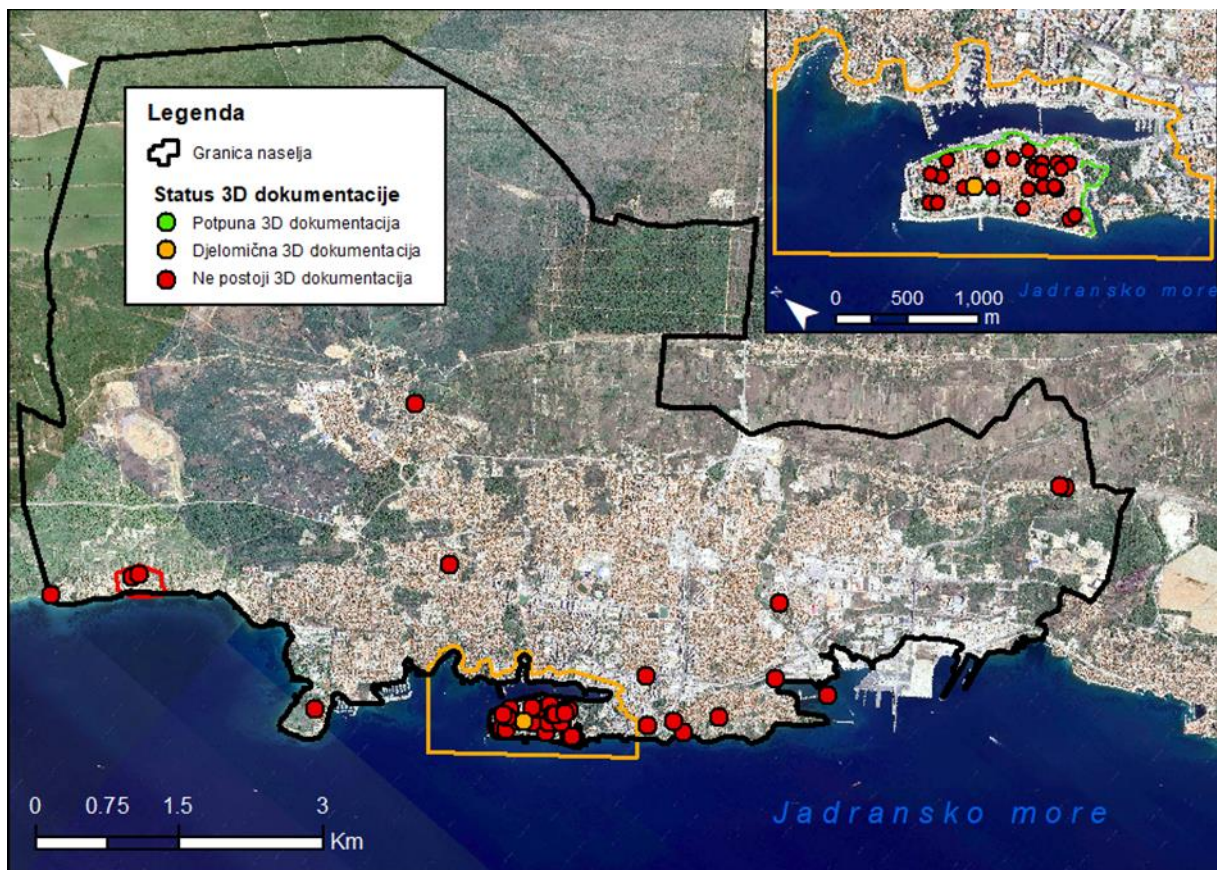 N
Legenda
Granica naselja
Status 3D dokumentacije
Potpuna 3D dokumentacija
Djelomična 3D dokumentacija
Ne postoji 3D dokumentacija
Jadransko more
N
0 500 1,000
m
0 0.75 1.5 3
Km
Jadransko more